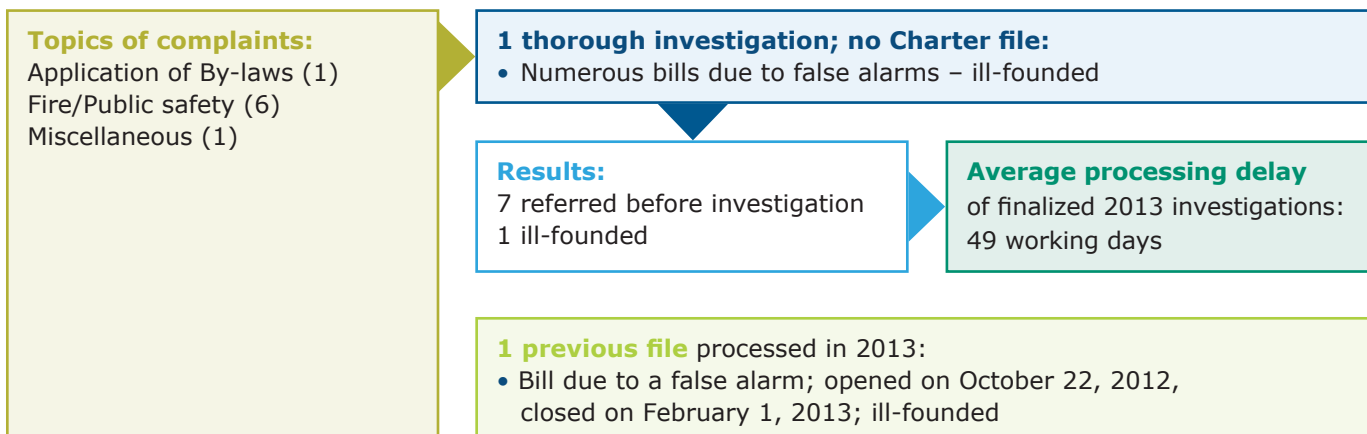 Topics of complaints:
Application of By-laws (1)
Fire/Public safety (6)
Miscellaneous (1)
1 thorough investigation; no Charter file:
• Numerous bills due to false alarms – ill-founded
Results:
7 referred before investigation
1 ill-founded
Average processing delay
of finalized 2013 investigations:
49 working days
1 previous file processed in 2013:
• Bill due to a false alarm; opened on October 22, 2012,
closed on February 1, 2013; ill-founded